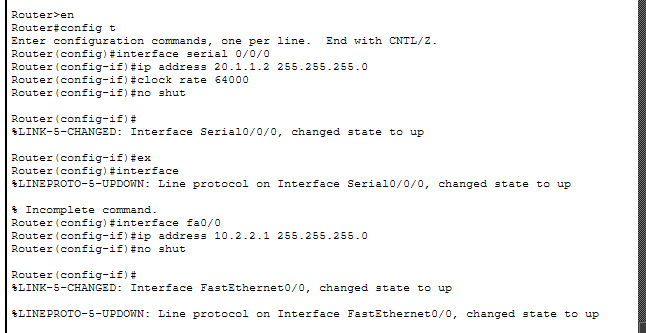 Router>en
Router#config t
Enter configuration commands, one per line.  End with CNTL/Z.
Router(config)#interface serial 0/0/0
Router(config-if)#ip address 20.1.1.2 255.255.255.0
Router(config-if)#clock rate 64000
Router(config-if)#no shut
Router(config-if)#
%LINK-5-CHANGED: Interface Serial0/0/0, changed state to up
Router(config-if)#ex
Router(config)#interface
%LINEPROTO-5-UPDOWN: Line protocol on Interface Serial0/0/0, changed state to up
% Incomplete command.
Router(config)#interface fa0/0
Router(config-if)#ip address 10.2.2.1 255.255.255.0
Router(config-if)#no shut
Router(config-if)#
%LINK-5-CHANGED: Interface FastEthernet0/0, changed state to up
%LINEPROTO-5-UPDOWN: Line protocol on Interface FastEthernet0/0, changed state to up